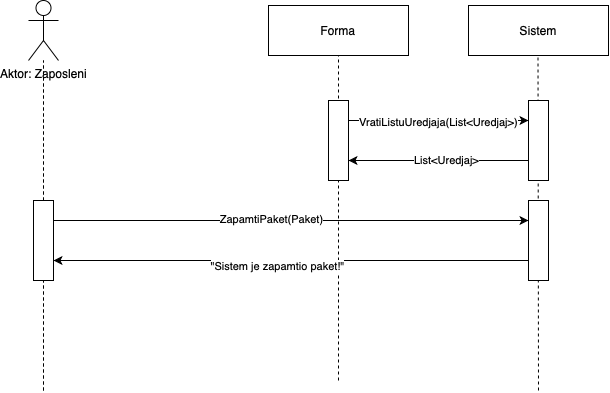 Forma
Sistem
Aktor: Zaposleni
VratiListuUredjaja(List<Uredjaj>)
List<Uredjaj>
ZapamtiPaket(Paket)
"Sistem je zapamtio paket!"